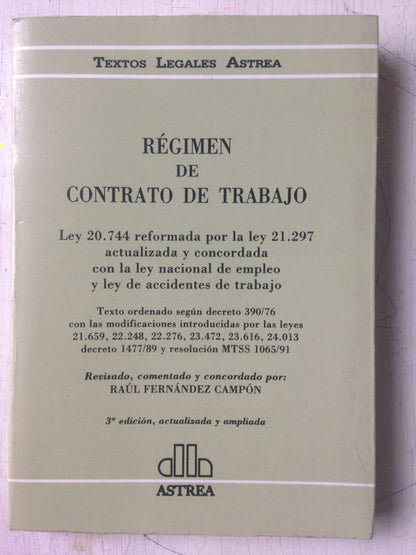 Textos Legales Astrea
RÉGIMEN
DE
CONTRATO DE TRABAJO
Ley 20.744 reformada por la ley 21.297
actualizada y concordada
con la ley nacional de empleo
y ley de accidentes de trabajo
Texto ordenado según decreto 390/76
con las modificaciones introducidas por las leyes
21.659, 22.248, 22.276, 23.472, 23.616, 24.013
decreto 1477/89 y resolución MTSS 1065/91
Revisado, comentado y concordado por:
RAÚL FERNÁNDEZ CAMPÓN
3ª edición, actualizada y ampliada
ASTREA